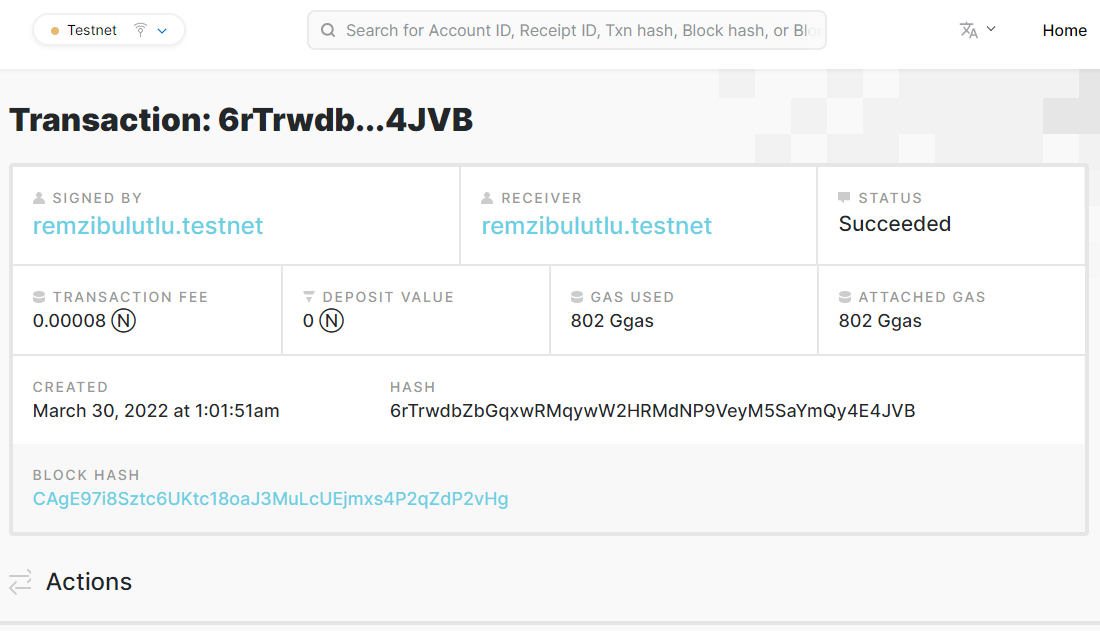 Testnet
Search for Account ID, Receipt ID, Txn hash, Block hash, or Blo
Home
Transaction: 6rTrwdb...4JVB
SIGNED BY
remzibulutlu.testnet
RECEIVER
remzibulutlu.testnet
STATUS
Succeeded
TRANSACTION FEE
0.00008 Ⓝ
DEPOSIT VALUE
0 Ⓝ
GAS USED
802 Ggas
ATTACHED GAS
802 Ggas
CREATED
March 30, 2022 at 1:01:51am
HASH
6rTrwdbZbGqxwRMqywW2HRMdNP9VeyM5SaYmQy4E4JVB
BLOCK HASH
CAgE97i8Sztc6UKtc18oaJ3MuLcUEjmxs4P2qZdP2vHg
Actions